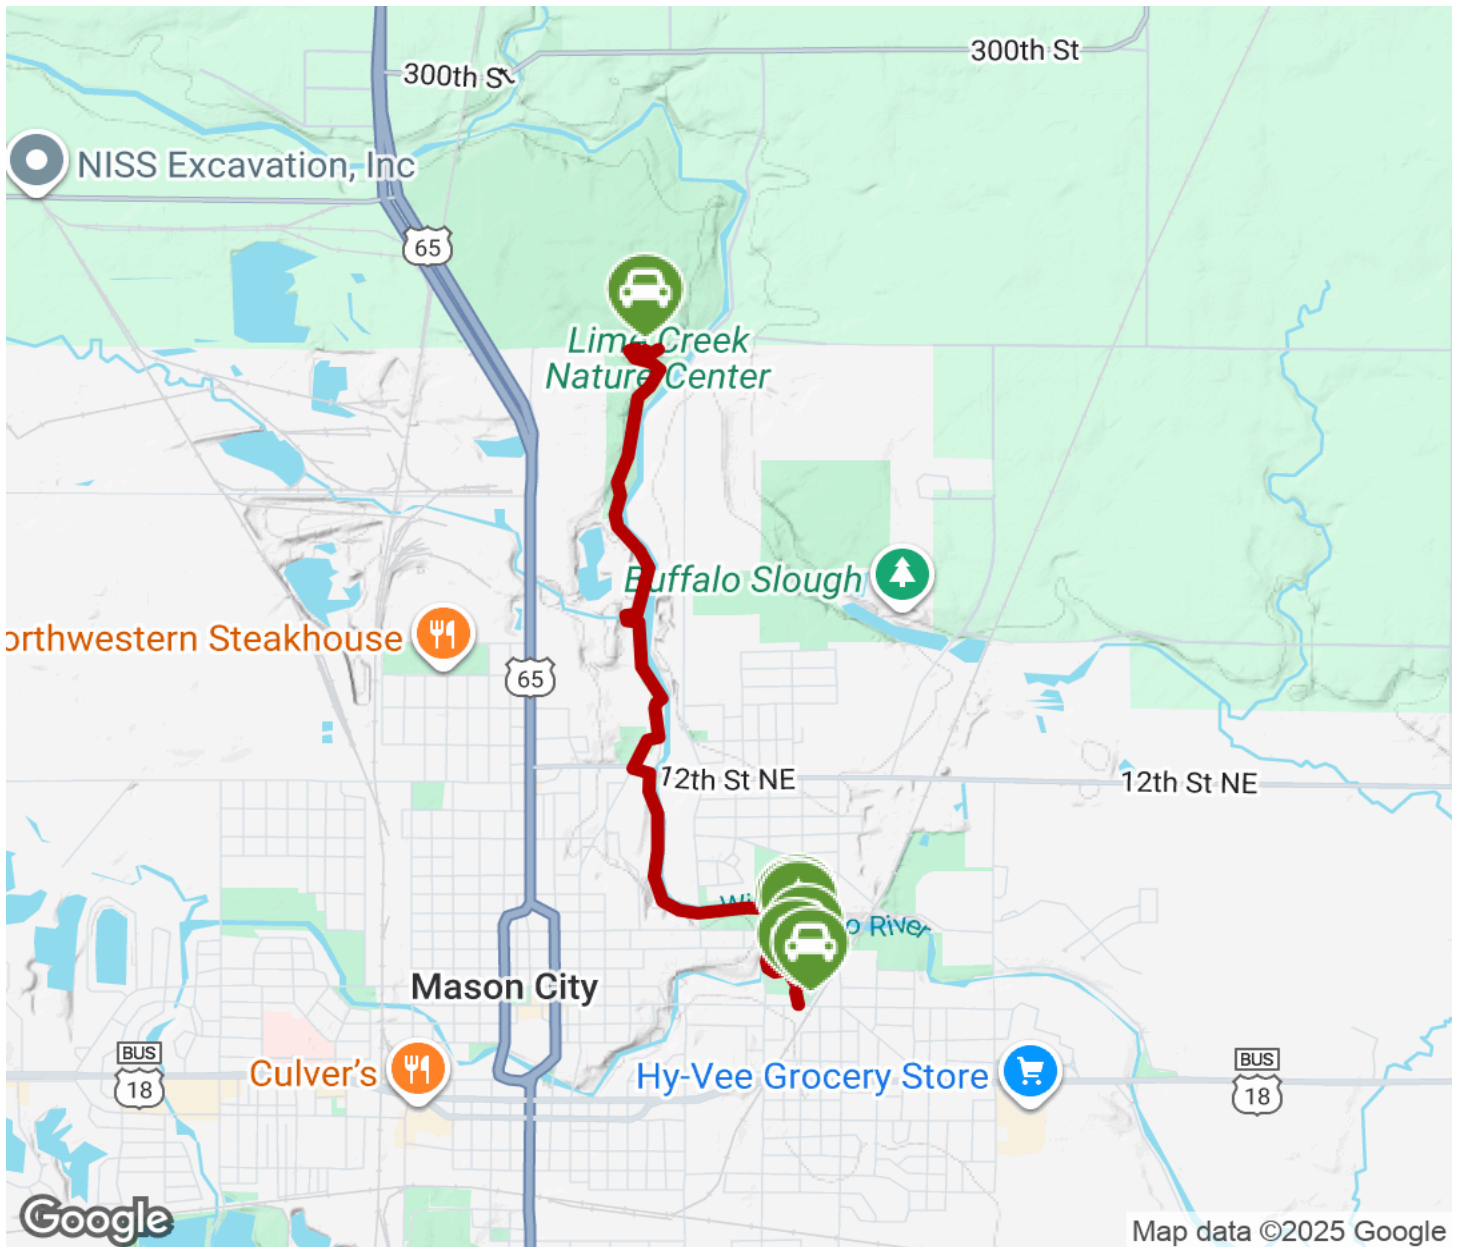 300th St
300th St
NISS Excavation, Inc
65
Lime Creek
Nature Center
Buffalo Slough
orthwestern Steakhouse
65
12th St NE
12th St NE
Wi
o River
Mason City
BUS
18
Culver's
Hy-Vee Grocery Store
BUS
18
Google
Map data ©2025 Google